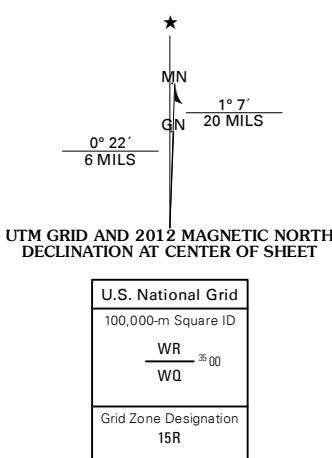 ★
MN
1° 7´
20 MILS
GN
0° 22´
6 MILS
UTM GRID AND 2012 MAGNETIC NORTH
DECLINATION AT CENTER OF SHEET
U.S. National Grid
100,000-m Square ID
WR
35 00
WQ
Grid Zone Designation
15R